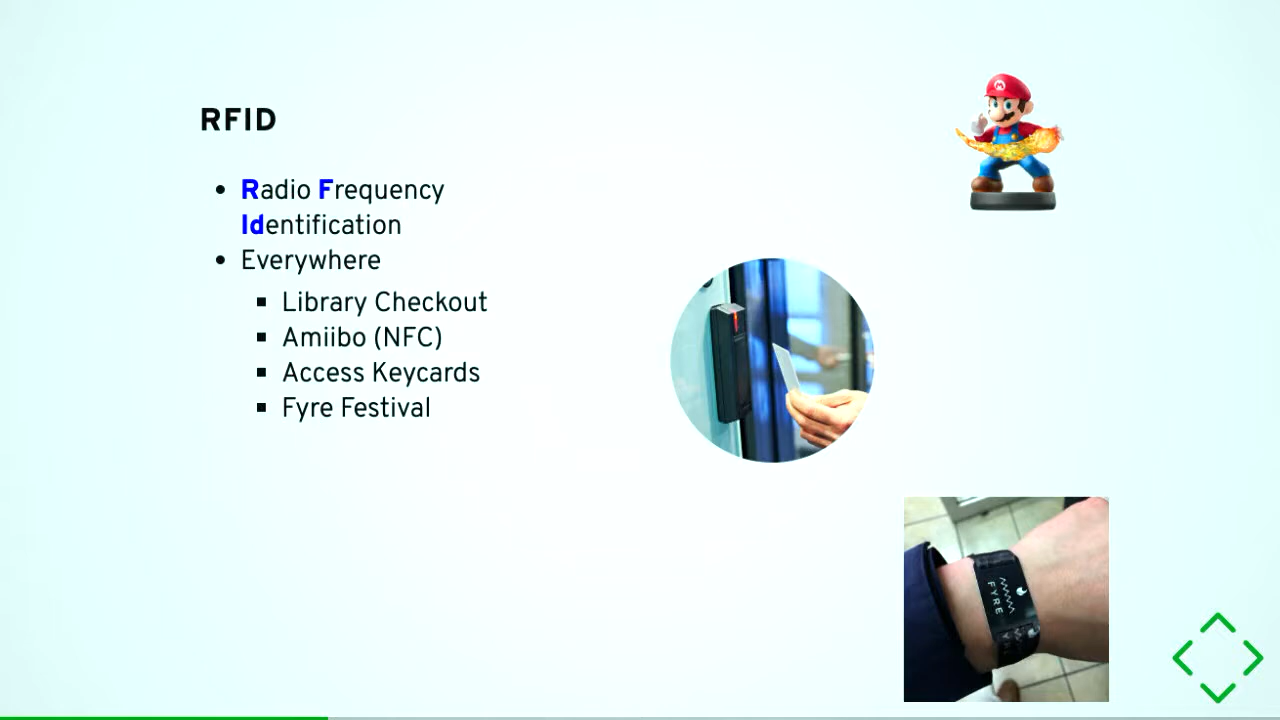 RFID
Radio Frequency
Identification
Everywhere
Library Checkout
Amiibo (NFC)
Access Keycards
Fyre Festival
M
FYRE